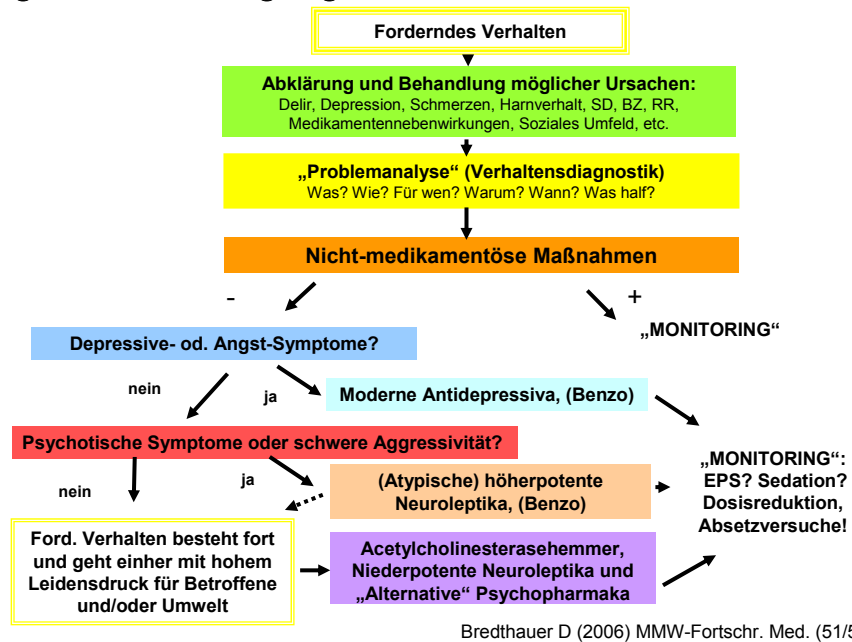 Forderndes Verhalten
Abklärung und Behandlung möglicher Ursachen:
Delir, Depression, Schmerzen, Harnverhalt, SD, BZ, RR,
Medikamentennebenwirkungen, Soziales Umfeld, etc.
„Problemanalyse“ (Verhaltensdiagnostik)
Was? Wie? Für wen? Warum? Wann? Was half?
Nicht-medikamentöse Maßnahmen
-
+
„MONITORING“
Depressive- od. Angst-Symptome?
nein
ja
Moderne Antidepressiva, (Benzo)
Psychotische Symptome oder schwere Aggressivität?
nein
ja
(Atypische) höherpotente
Neuroleptika, (Benzo)
„MONITORING“:
EPS? Sedation?
Dosisreduktion,
Absetzversuche!
Ford. Verhalten besteht fort
und geht einher mit hohem
Leidensdruck für Betroffene
und/oder Umwelt
Acetylcholinesterasehemmer,
Niederpotente Neuroleptika und
„Alternative“ Psychopharmaka
Bredthauer D (2006) MMW-Fortschr. Med. (51/5